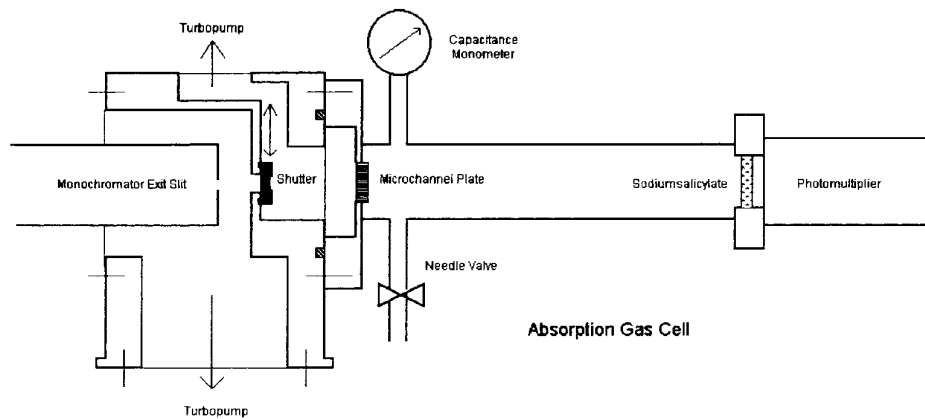 Turbopump
Capacitance
Monometer
Monochromator Exit Slit
Shutter
Microchannel Plate
Sodiumsalicylate
Photomultiplier
Needle Valve
Absorption Gas Cell
Turbopump